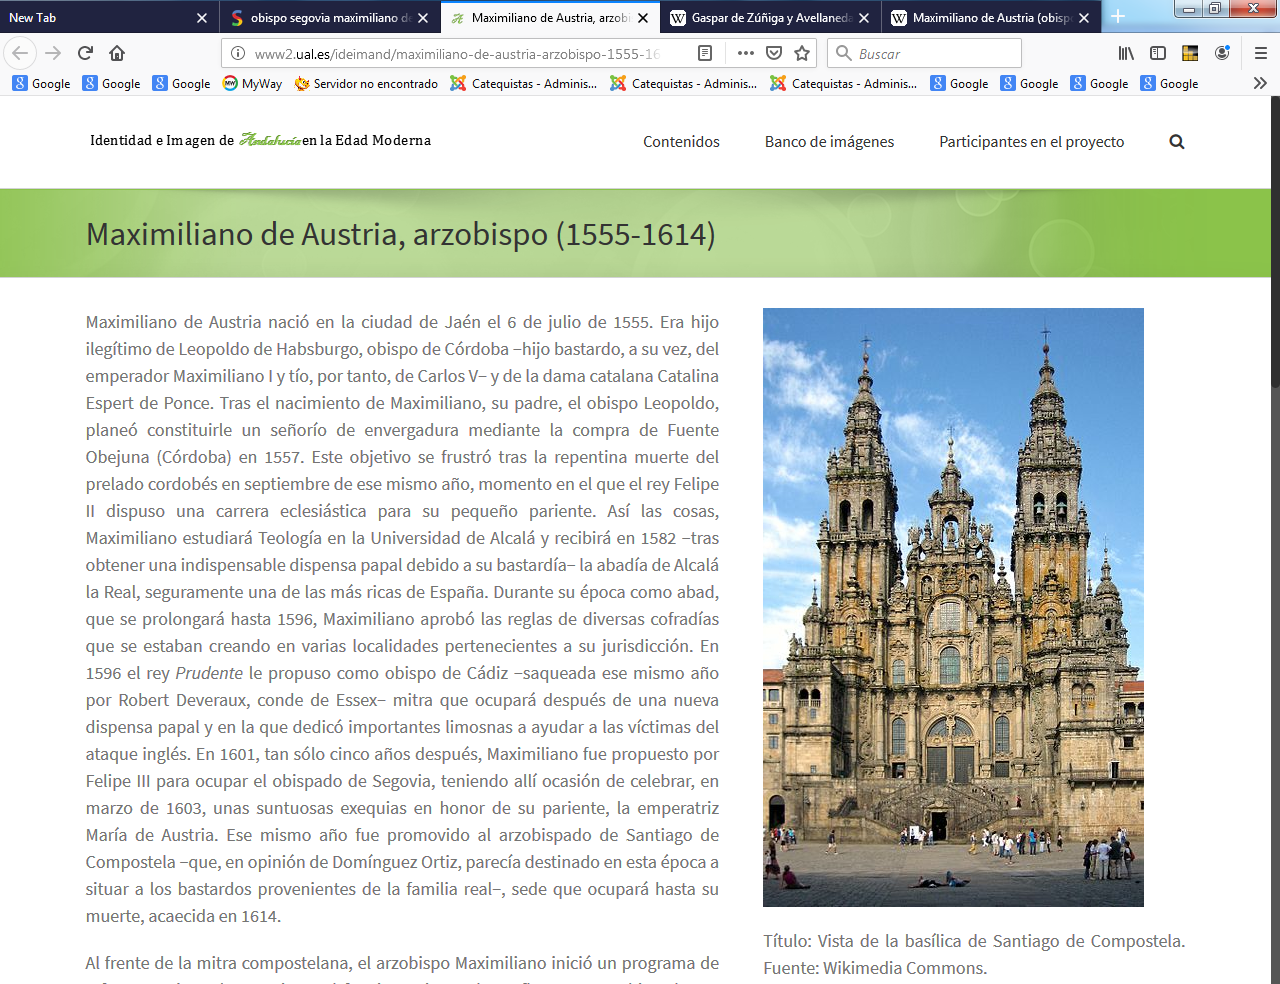 New Tab
obispo segovia maximiliano de
Maximiliano de Austria, arzobi
Gaspar de Zúñiga y Avellaneda
Maximiliano de Austria (obisp
www2.ual.es/ideimand/maximiliano-de-austria-arzobispo-1555-16
Buscar
Google
Google
Google
MyWay
Servidor no encontrado
Catequistas - Adminis...
Catequistas - Adminis...
Catequistas - Adminis...
Google
Google
Google
Google
Identidad e Imagen de Andalucía en la Edad Moderna
Contenidos
Banco de imágenes
Participantes en el proyecto
Maximiliano de Austria, arzobispo (1555-1614)
Maximiliano de Austria nació en la ciudad de Jaén el 6 de julio de 1555. Era hijo
ilegítimo de Leopoldo de Habsburgo, obispo de Córdoba −hijo bastardo, a su vez, del
emperador Maximiliano I y tío, por tanto, de Carlos V− y de la dama catalana Catalina
Espert de Ponce. Tras el nacimiento de Maximiliano, su padre, el obispo Leopoldo,
planeó constituirle un señorío de envergadura mediante la compra de Fuente
Obejuna (Córdoba) en 1557. Este objetivo se frustró tras la repentina muerte del
prelado cordobés en septiembre de ese mismo año, momento en el que el rey Felipe
II dispuso una carrera eclesiástica para su pequeño pariente. Así las cosas,
Maximiliano estudiará Teología en la Universidad de Alcalá y recibirá en 1582 −tras
obtener una indispensable dispensa papal debido a su bastardía− la abadía de Alcalá
la Real, seguramente una de las más ricas de España. Durante su época como abad,
que se prolongará hasta 1596, Maximiliano aprobó las reglas de diversas cofradías
que se estaban creando en varias localidades pertenecientes a su jurisdicción. En
1596 el rey Prudente le propuso como obispo de Cádiz −saqueada ese mismo año
por Robert Deveraux, conde de Essex− mitra que ocupará después de una nueva
dispensa papal y en la que dedicó importantes limosnas a ayudar a las víctimas del
ataque inglés. En 1601, tan sólo cinco años después, Maximiliano fue propuesto por
Felipe III para ocupar el obispado de Segovia, teniendo allí ocasión de celebrar, en
marzo de 1603, unas suntuosas exequias en honor de su pariente, la emperatriz
María de Austria. Ese mismo año fue promovido al arzobispado de Santiago de
Compostela −que, en opinión de Domínguez Ortiz, parecía destinado en esta época a
situar a los bastardos provenientes de la familia real−, sede que ocupará hasta su
muerte, acaecida en 1614.
Al frente de la mitra compostelana, el arzobispo Maximiliano inició un programa de
Título: Vista de la basílica de Santiago de Compostela.
Fuente: Wikimedia Commons.